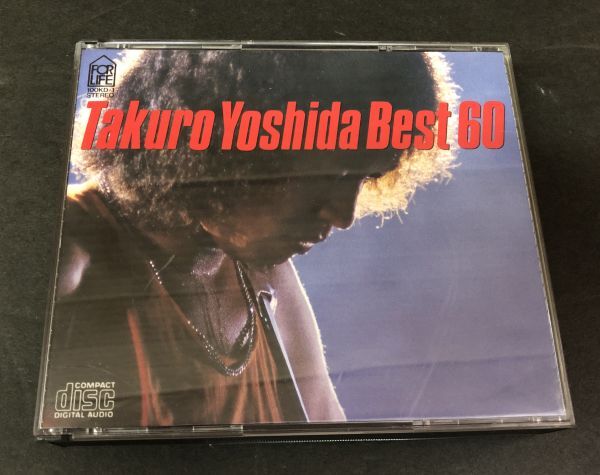 FOR
LIFE
100KD-1
STEREO
Takuro Yoshida Best 60
COMPACT
disc
DIGITAL AUDIO